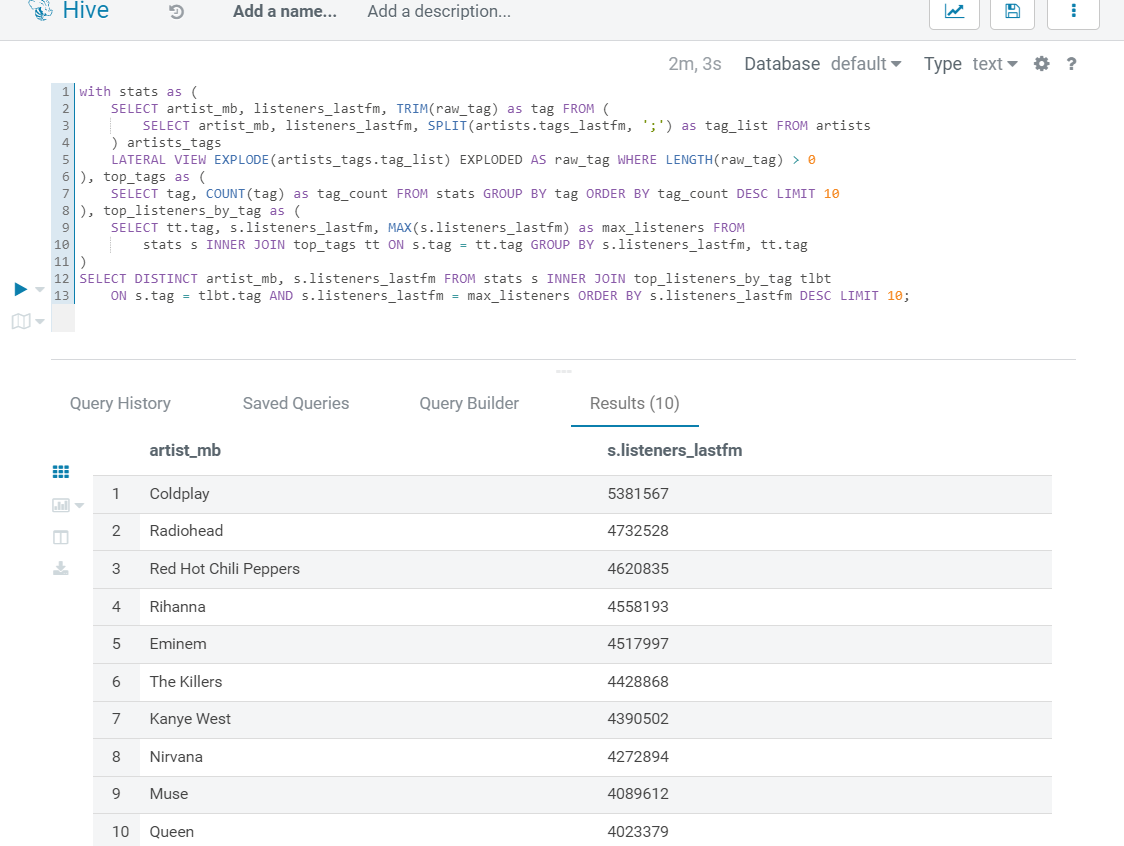 Hive Add a name... Add a description...
2m, 3s Database default Type text ?
1 with stats as (
2 SELECT artist_mb, listeners_lastfm, TRIM(raw_tag) as tag FROM (
3 SELECT artist_mb, listeners_lastfm, SPLIT(artists.tags_lastfm, ';') as tag_list FROM artists
4 ) artists_tags
5 LATERAL VIEW EXPLODE(artists_tags.tag_list) EXPLODED AS raw_tag WHERE LENGTH(raw_tag) > 0
6 ), top_tags as (
7 SELECT tag, COUNT(tag) as tag_count FROM stats GROUP BY tag ORDER BY tag_count DESC LIMIT 10
8 ), top_listeners_by_tag as (
9 SELECT tt.tag, s.listeners_lastfm, MAX(s.listeners_lastfm) as max_listeners FROM
10 stats s INNER JOIN top_tags tt ON s.tag = tt.tag GROUP BY s.listeners_lastfm, tt.tag
11 )
12 SELECT DISTINCT artist_mb, s.listeners_lastfm FROM stats s INNER JOIN top_listeners_by_tag tlbt
13 ON s.tag = tlbt.tag AND s.listeners_lastfm = max_listeners ORDER BY s.listeners_lastfm DESC LIMIT 10;
Query History Saved Queries Query Builder Results (10)
artist_mb s.listeners_lastfm
1 Coldplay 5381567
2 Radiohead 4732528
3 Red Hot Chili Peppers 4620835
4 Rihanna 4558193
5 Eminem 4517997
6 The Killers 4428868
7 Kanye West 4390502
8 Nirvana 4272894
9 Muse 4089612
10 Queen 4023379